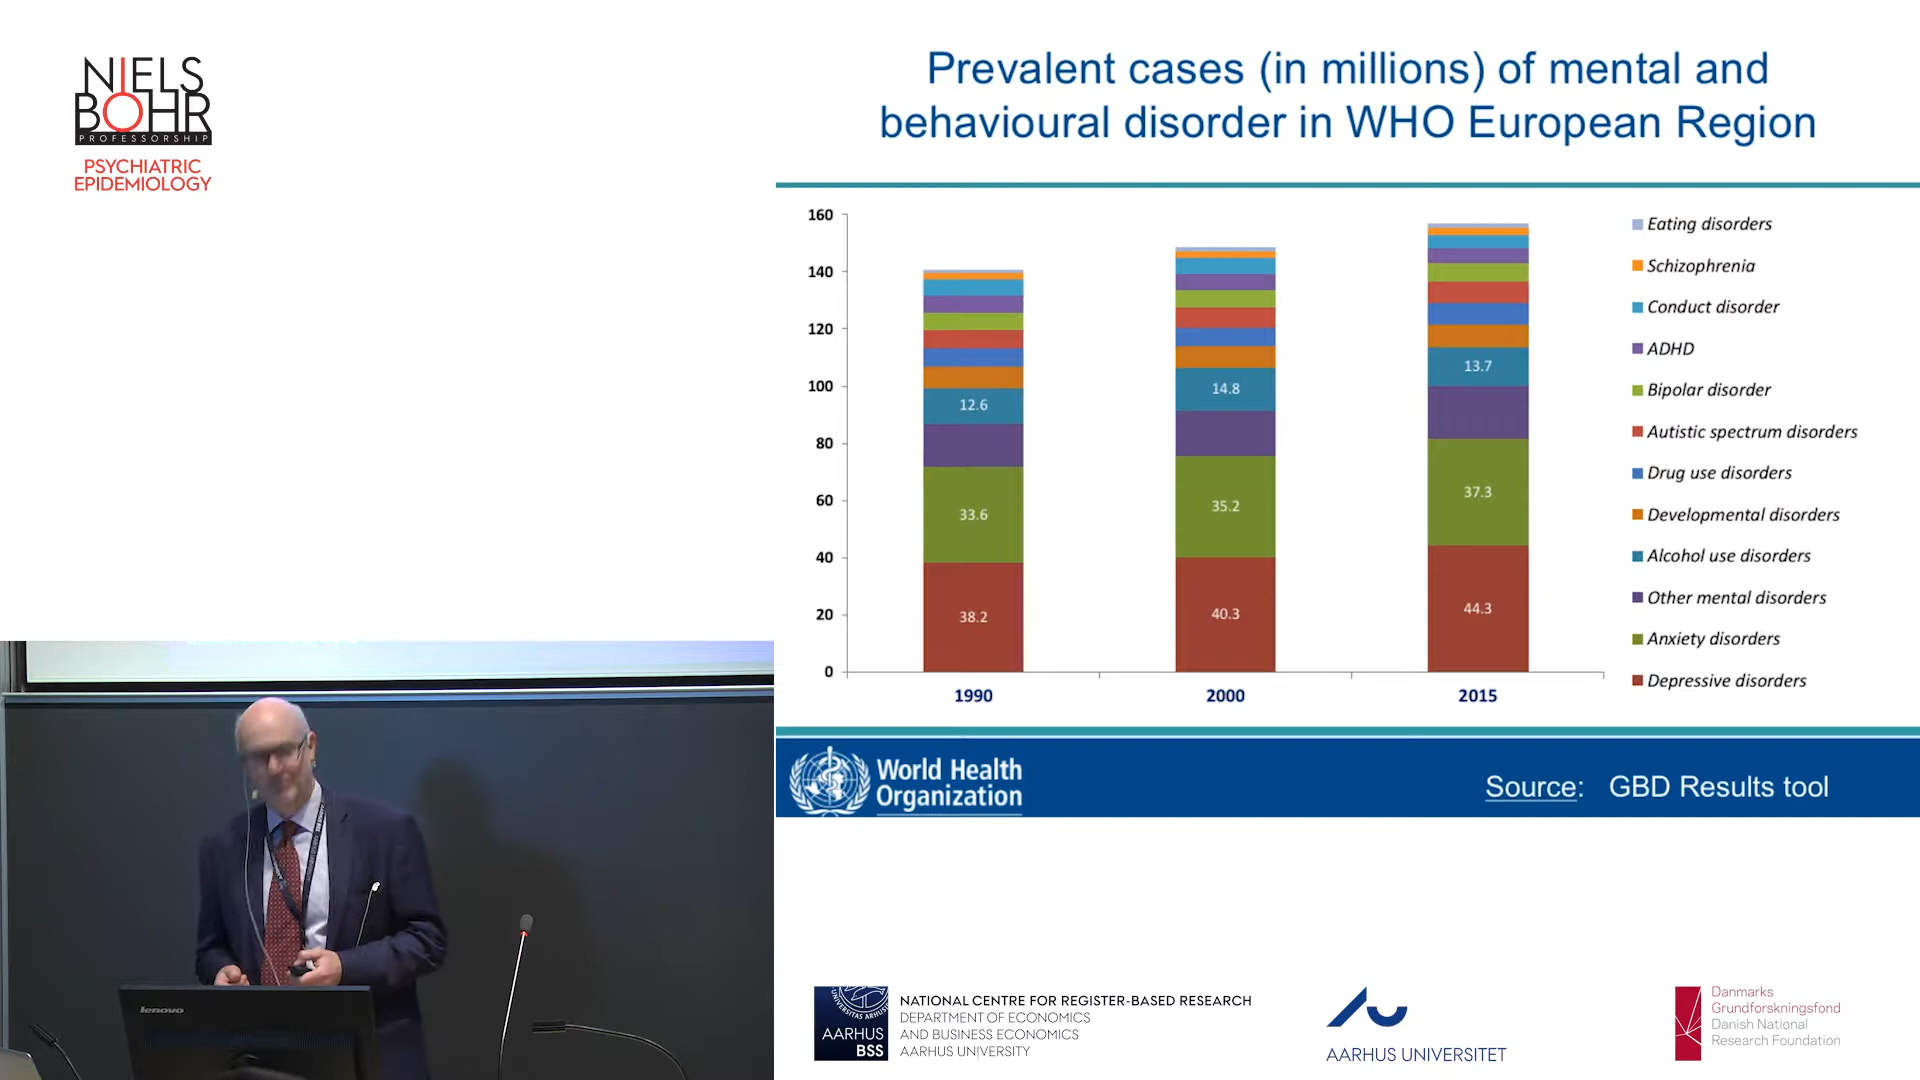 NIELS
BOHR
PROFESSORSHIP
PSYCHIATRIC
EPIDEMIOLOGY
Prevalent cases (in millions) of mental and
behavioural disorder in WHO European Region
160
140
120
100
80
60
40
20
0
12.6
33.6
38.2
14.8
35.2
40.3
13.7
37.3
44.3
1990
2000
2015
Eating disorders
Schizophrenia
Conduct disorder
ADHD
Bipolar disorder
Autistic spectrum disorders
Drug use disorders
Developmental disorders
Alcohol use disorders
Other mental disorders
Anxiety disorders
Depressive disorders
World Health
Organization
Source: GBD Results tool
lenovo
AARHUS
BSS
NATIONAL CENTRE FOR REGISTER-BASED RESEARCH
DEPARTMENT OF ECONOMICS
AND BUSINESS ECONOMICS
AARHUS UNIVERSITY
AARHUS UNIVERSITET
Danmarks
Grundforskningsfond
Danish National
Research Foundation